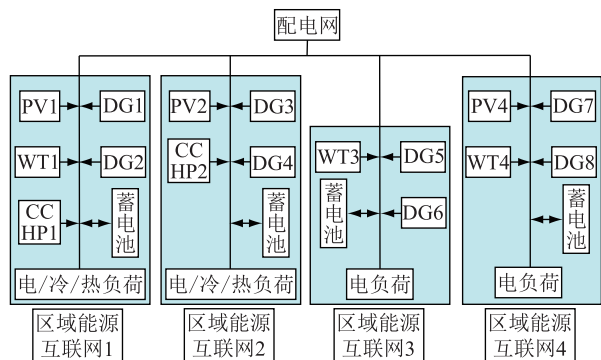 配电网
PV1
DG1
WT1
DG2
CC
HP1
蓄电池
电/冷/热负荷
区域能源
互联网1
PV2
DG3
CC
HP2
DG4
蓄电池
电/冷/热负荷
区域能源
互联网2
WT3
DG5
蓄电池
DG6
电负荷
区域能源
互联网3
PV4
DG7
WT4
DG8
蓄电池
电负荷
区域能源
互联网4